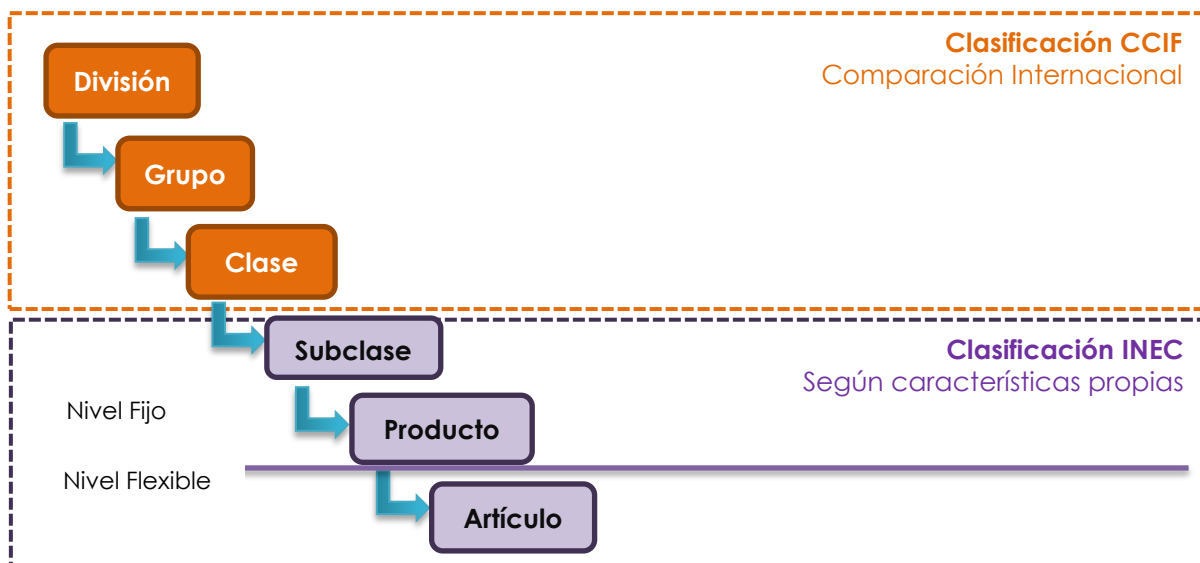 Clasificación CCIF
Comparación Internacional
División
Grupo
Clase
Subclase
Clasificación INEC
Según características propias
Nivel Fijo
Producto
Nivel Flexible
Artículo